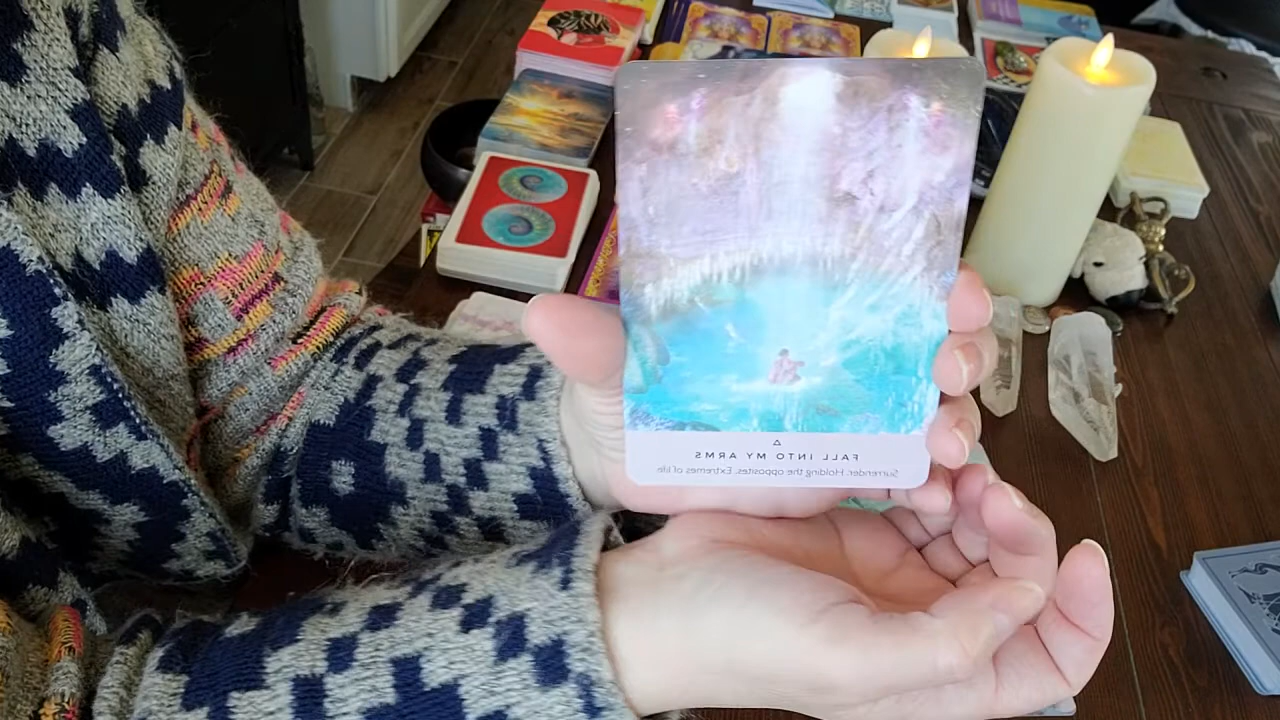 FALL INTO MY ARMS
Surrender. Holding the opposites. Extremes of life.